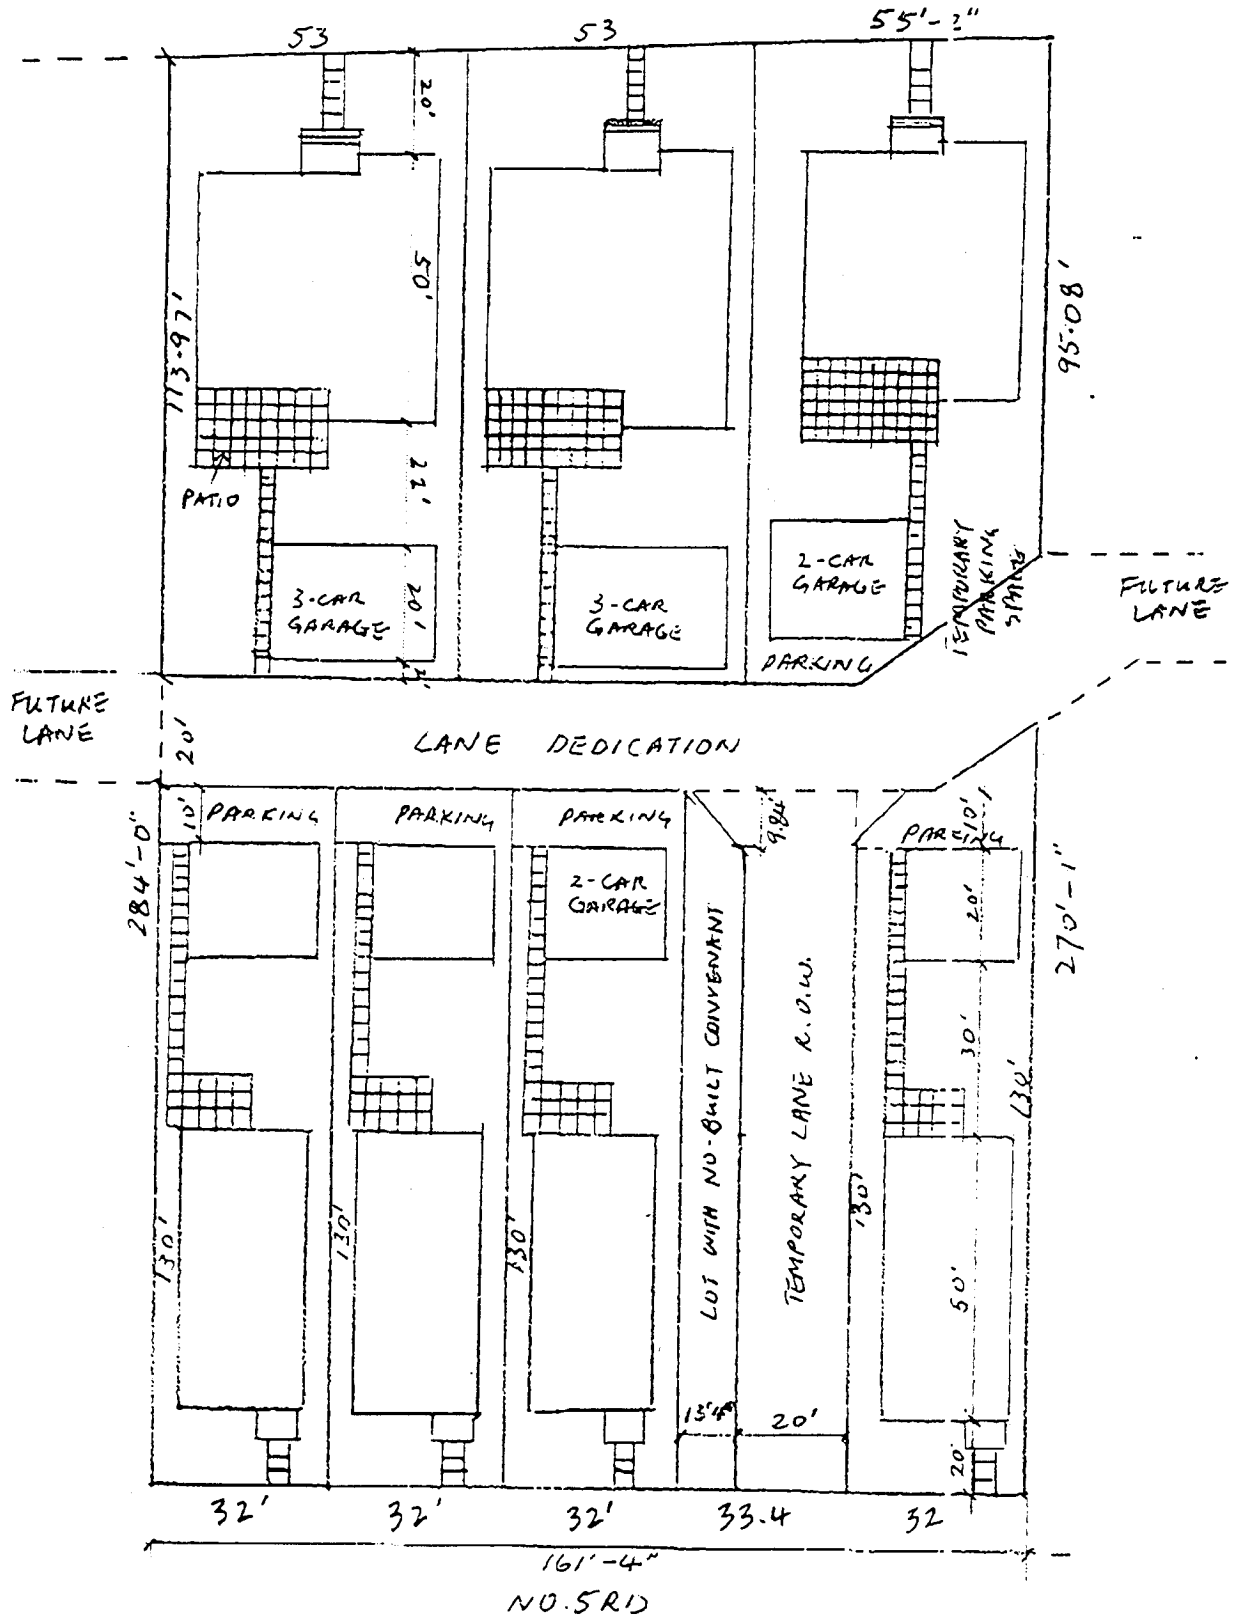 53
53
55'-2"
20'
113.97'
50'
95.08'
22'
PATIO
3-CAR
GARAGE
20'
2'
3-CAR
GARAGE
2-CAR
GARAGE
PARKING
TEMPORARY
PARKING
SPACE
FUTURE
LANE
FUTURE
LANE
20'
LANE DEDICATION
284'-0"
10'
PARKING
PARKING
PARKING
9.84'
PARKING
10'-1
2-CAR
GARAGE
20'
270'-1"
LOT WITH NO-BUILT CONVENANT
TEMPORARY LANE R.O.W.
30'
130'
130'
130'
130'
130'
50'
13'4"
20'
20'
32'
32'
32'
33.4
32
161'-4"
NO.5 RD